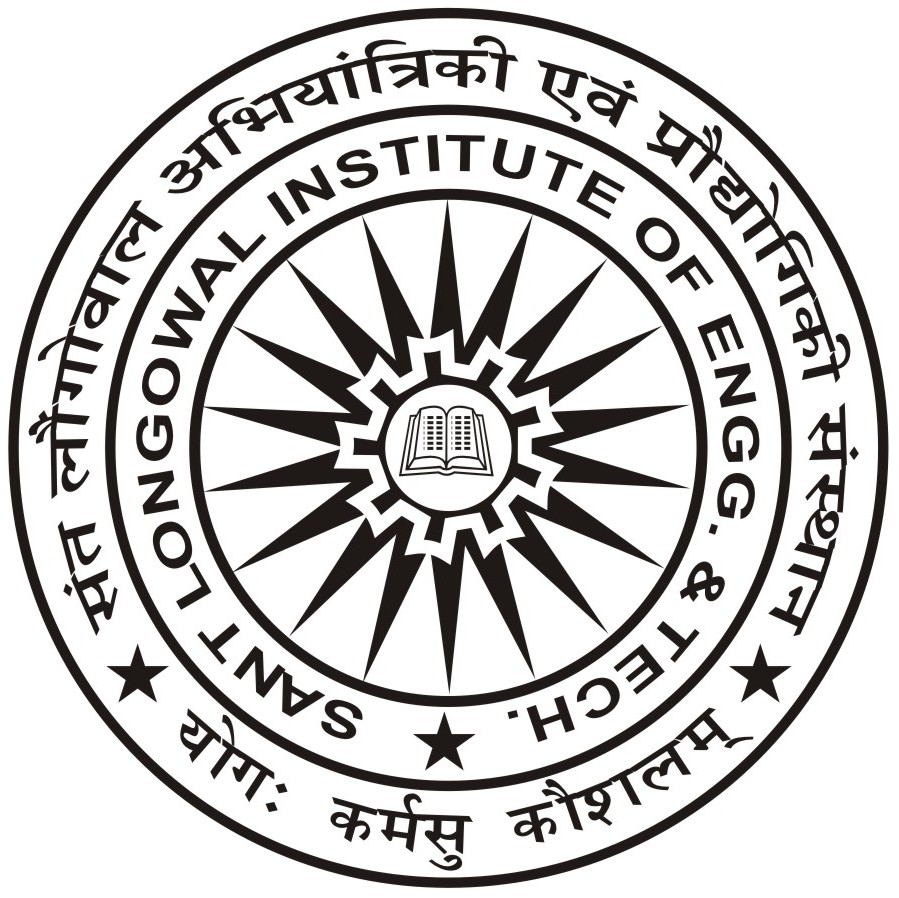 संत लौंगोवाल अभियांत्रिकी एवं प्रौद्योगिकी संस्थान
SANT LONGOWAL INSTITUTE OF ENGG. & TECH.
योगः कर्मसु कौशलम्